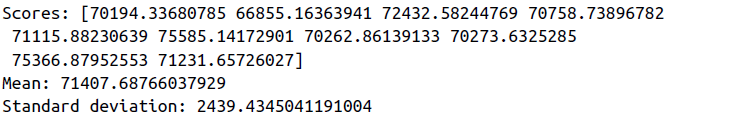 Scores: [70194.33680785 66855.16363941 72432.58244769 70758.73896782
 71115.88230639 75585.14172901 70262.86139133 70273.6325285
 75366.87952553 71231.65726027]
Mean: 71407.68766037929
Standard deviation: 2439.4345041191004